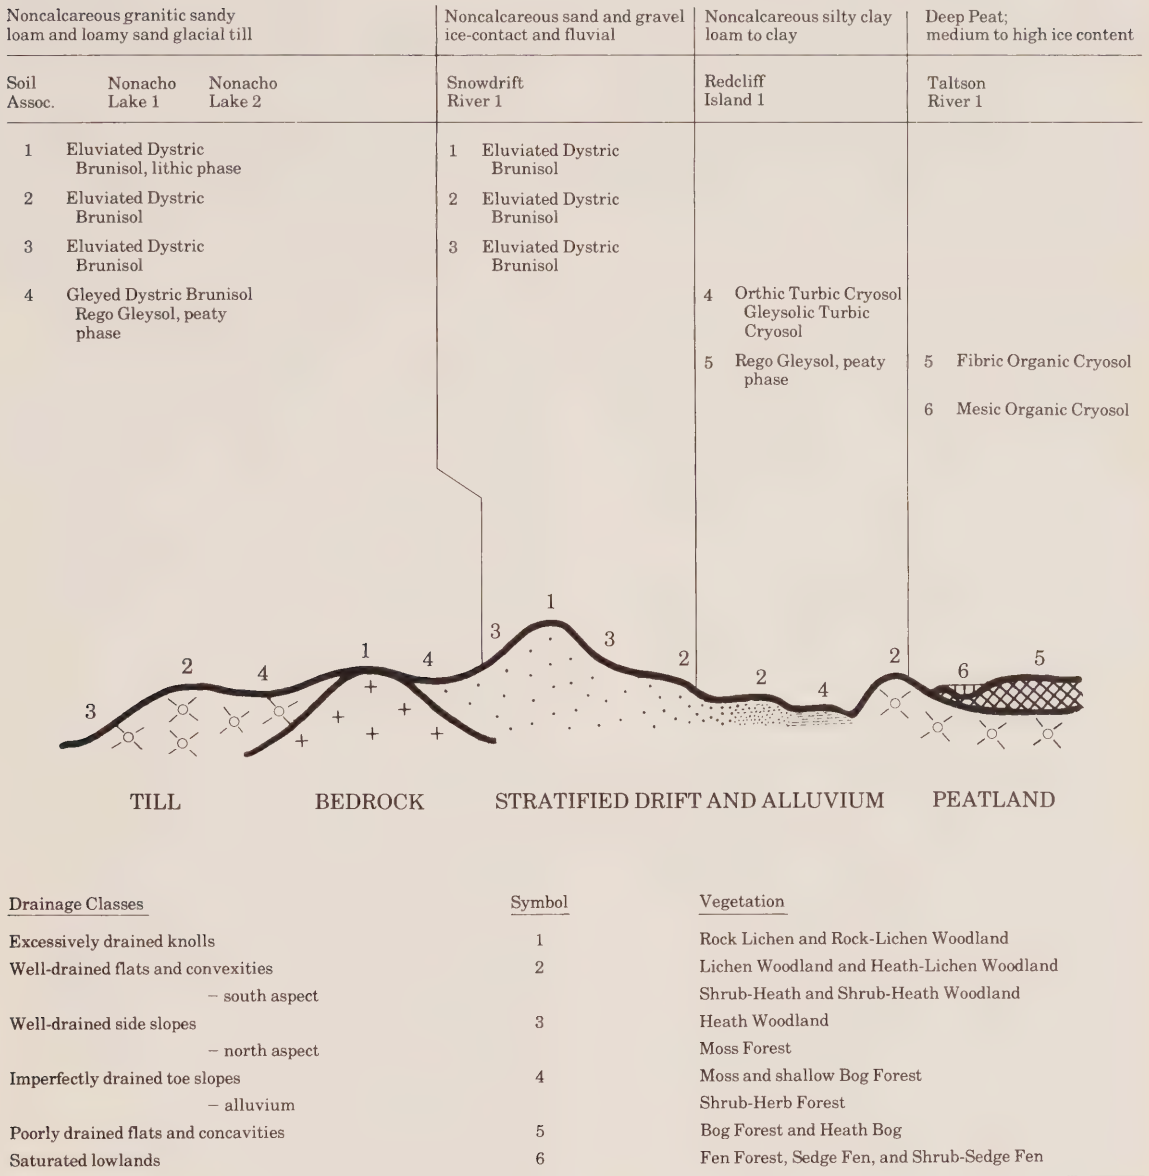 Noncalcareous granitic sandy
loam and loamy sand glacial till
Noncalcareous sand and gravel
ice-contact and fluvial
Noncalcareous silty clay
loam to clay
Deep Peat;
medium to high ice content
Soil
Assoc.
Nonacho
Lake 1
Nonacho
Lake 2
Snowdrift
River 1
Redcliff
Island 1
Taltson
River 1
1 Eluviated Dystric
Brunisol, lithic phase
2 Eluviated Dystric
Brunisol
3 Eluviated Dystric
Brunisol
4 Gleyed Dystric Brunisol
Rego Gleysol, peaty
phase
1 Eluviated Dystric
Brunisol
2 Eluviated Dystric
Brunisol
3 Eluviated Dystric
Brunisol
4 Orthic Turbic Cryosol
Gleysolic Turbic
Cryosol
5 Rego Gleysol, peaty
phase
5 Fibric Organic Cryosol
6 Mesic Organic Cryosol
3 2 4 1 4 3 1 3 2 2 4 2 6 5
TILL BEDROCK STRATIFIED DRIFT AND ALLUVIUM PEATLAND
Drainage Classes Symbol Vegetation
Excessively drained knolls 1 Rock Lichen and Rock-Lichen Woodland
Well-drained flats and convexities 2 Lichen Woodland and Heath-Lichen Woodland
– south aspect Shrub-Heath and Shrub-Heath Woodland
Well-drained side slopes 3 Heath Woodland
– north aspect Moss Forest
Imperfectly drained toe slopes 4 Moss and shallow Bog Forest
– alluvium Shrub-Herb Forest
Poorly drained flats and concavities 5 Bog Forest and Heath Bog
Saturated lowlands 6 Fen Forest, Sedge Fen, and Shrub-Sedge Fen